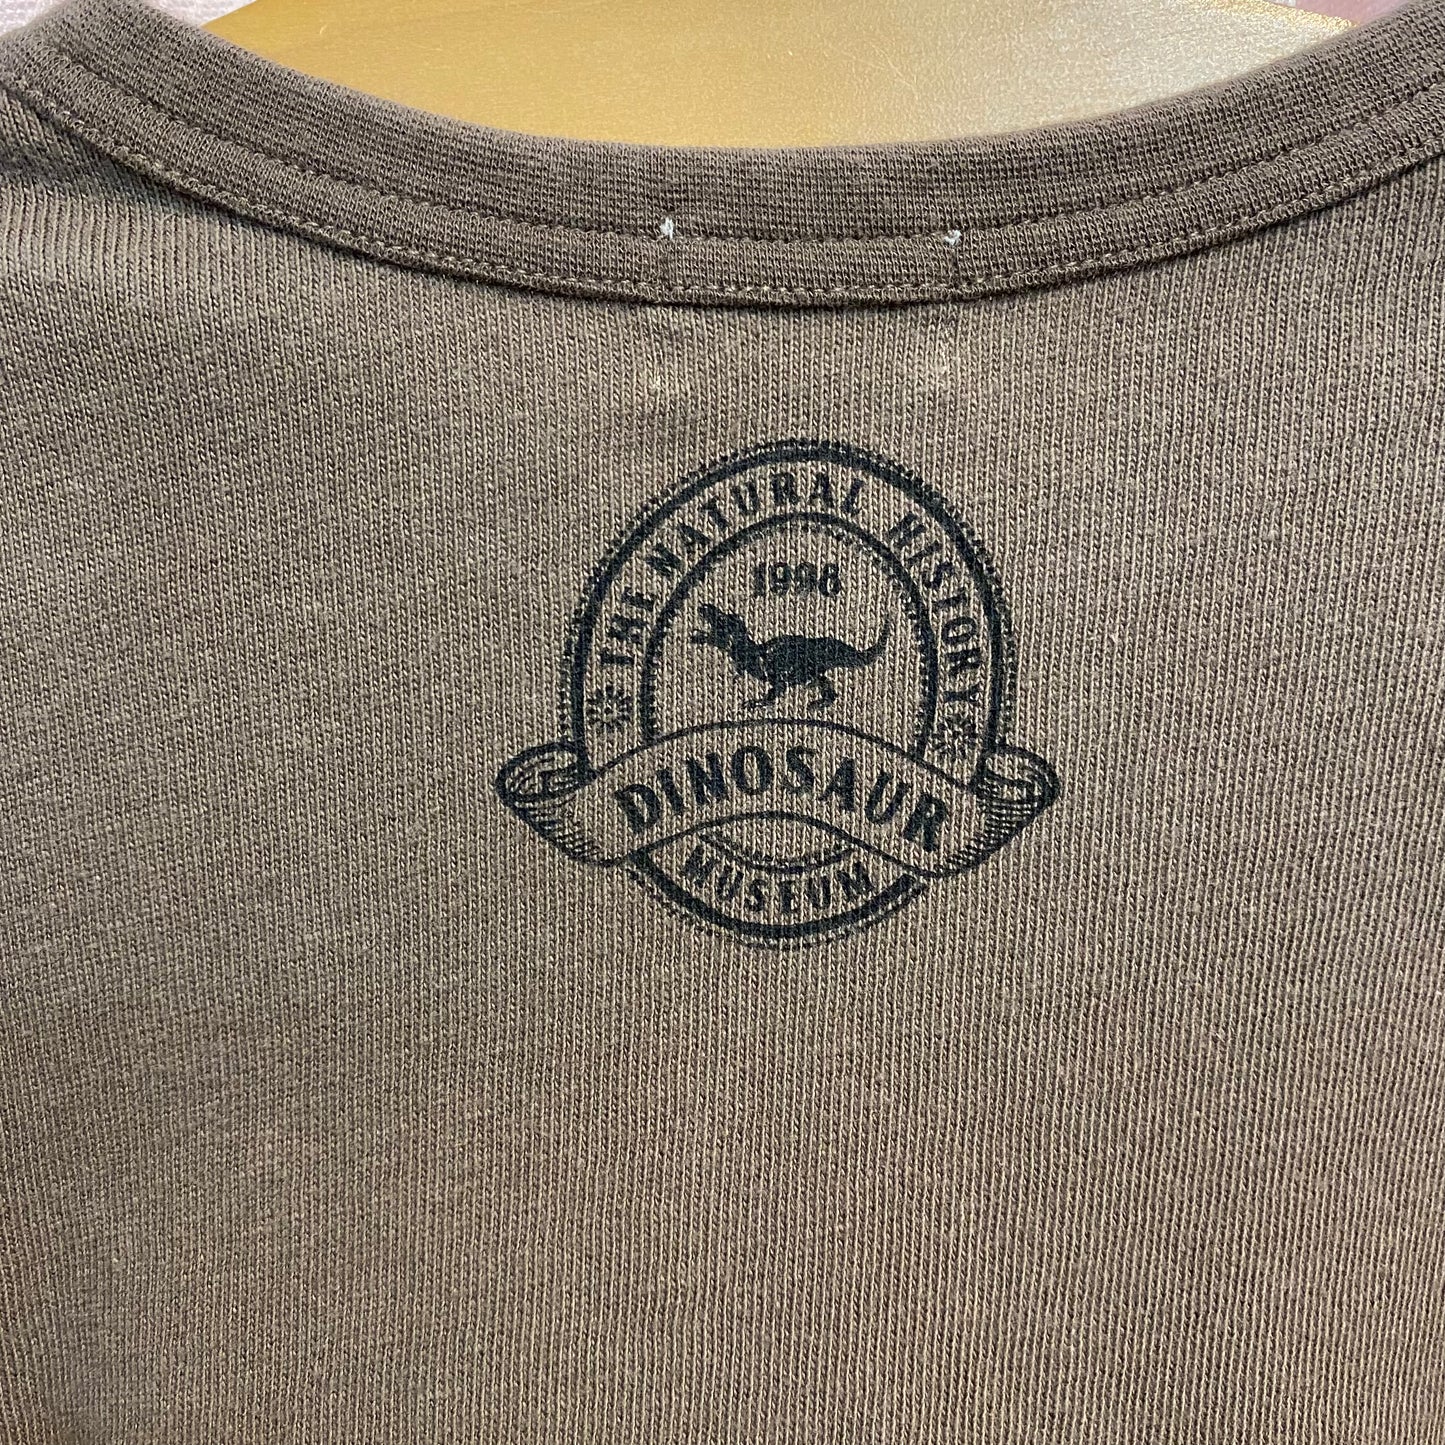 THE NATURAL HISTORY
1998
DINOSAUR
MUSEUM